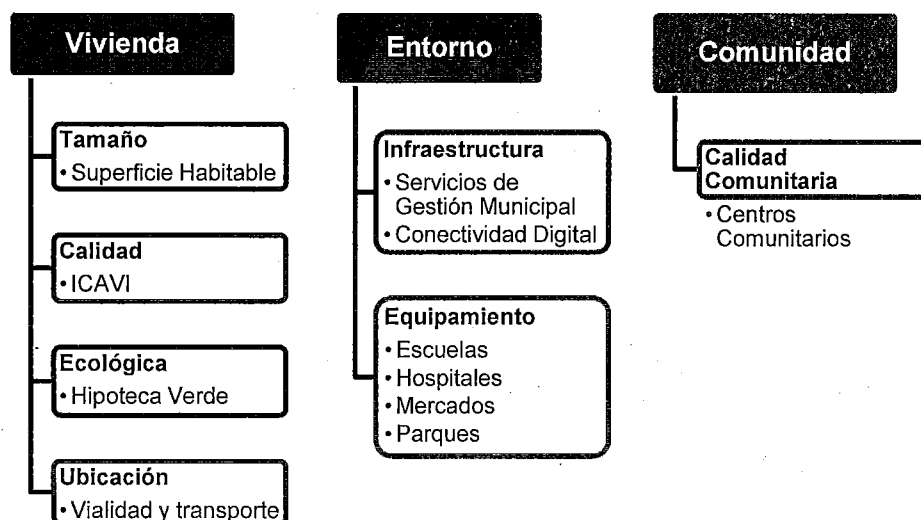 Vivienda
Tamaño
• Superficie Habitable
Calidad
• ICAVI
Ecológica
• Hipoteca Verde
Ubicación
• Vialidad y transporte
Entorno
Infraestructura
• Servicios de
Gestión Municipal
• Conectividad Digital
Equipamiento
• Escuelas
• Hospitales
• Mercados
• Parques
Comunidad
Calidad
Comunitaria
• Centros
Comunitarios